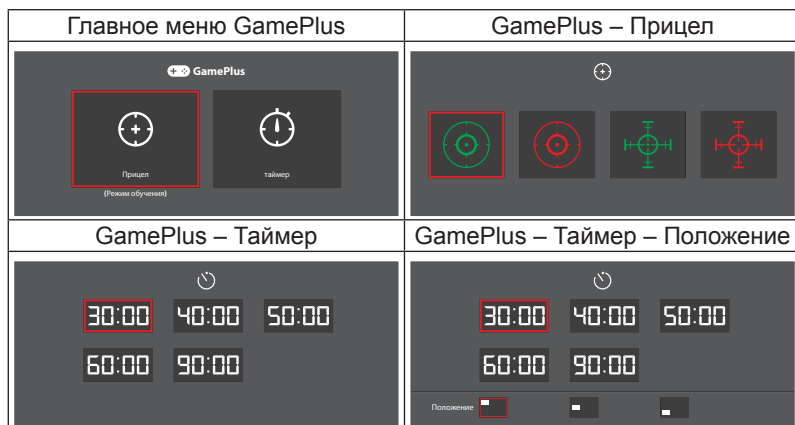 Главное меню GamePlus
GamePlus – Прицел
GamePlus
Прицел
таймер
(Режим обучения)
GamePlus – Таймер
GamePlus – Таймер – Положение
30:00 40:00 50:00
60:00 90:00
30:00 40:00 50:00
60:00 90:00
Положение